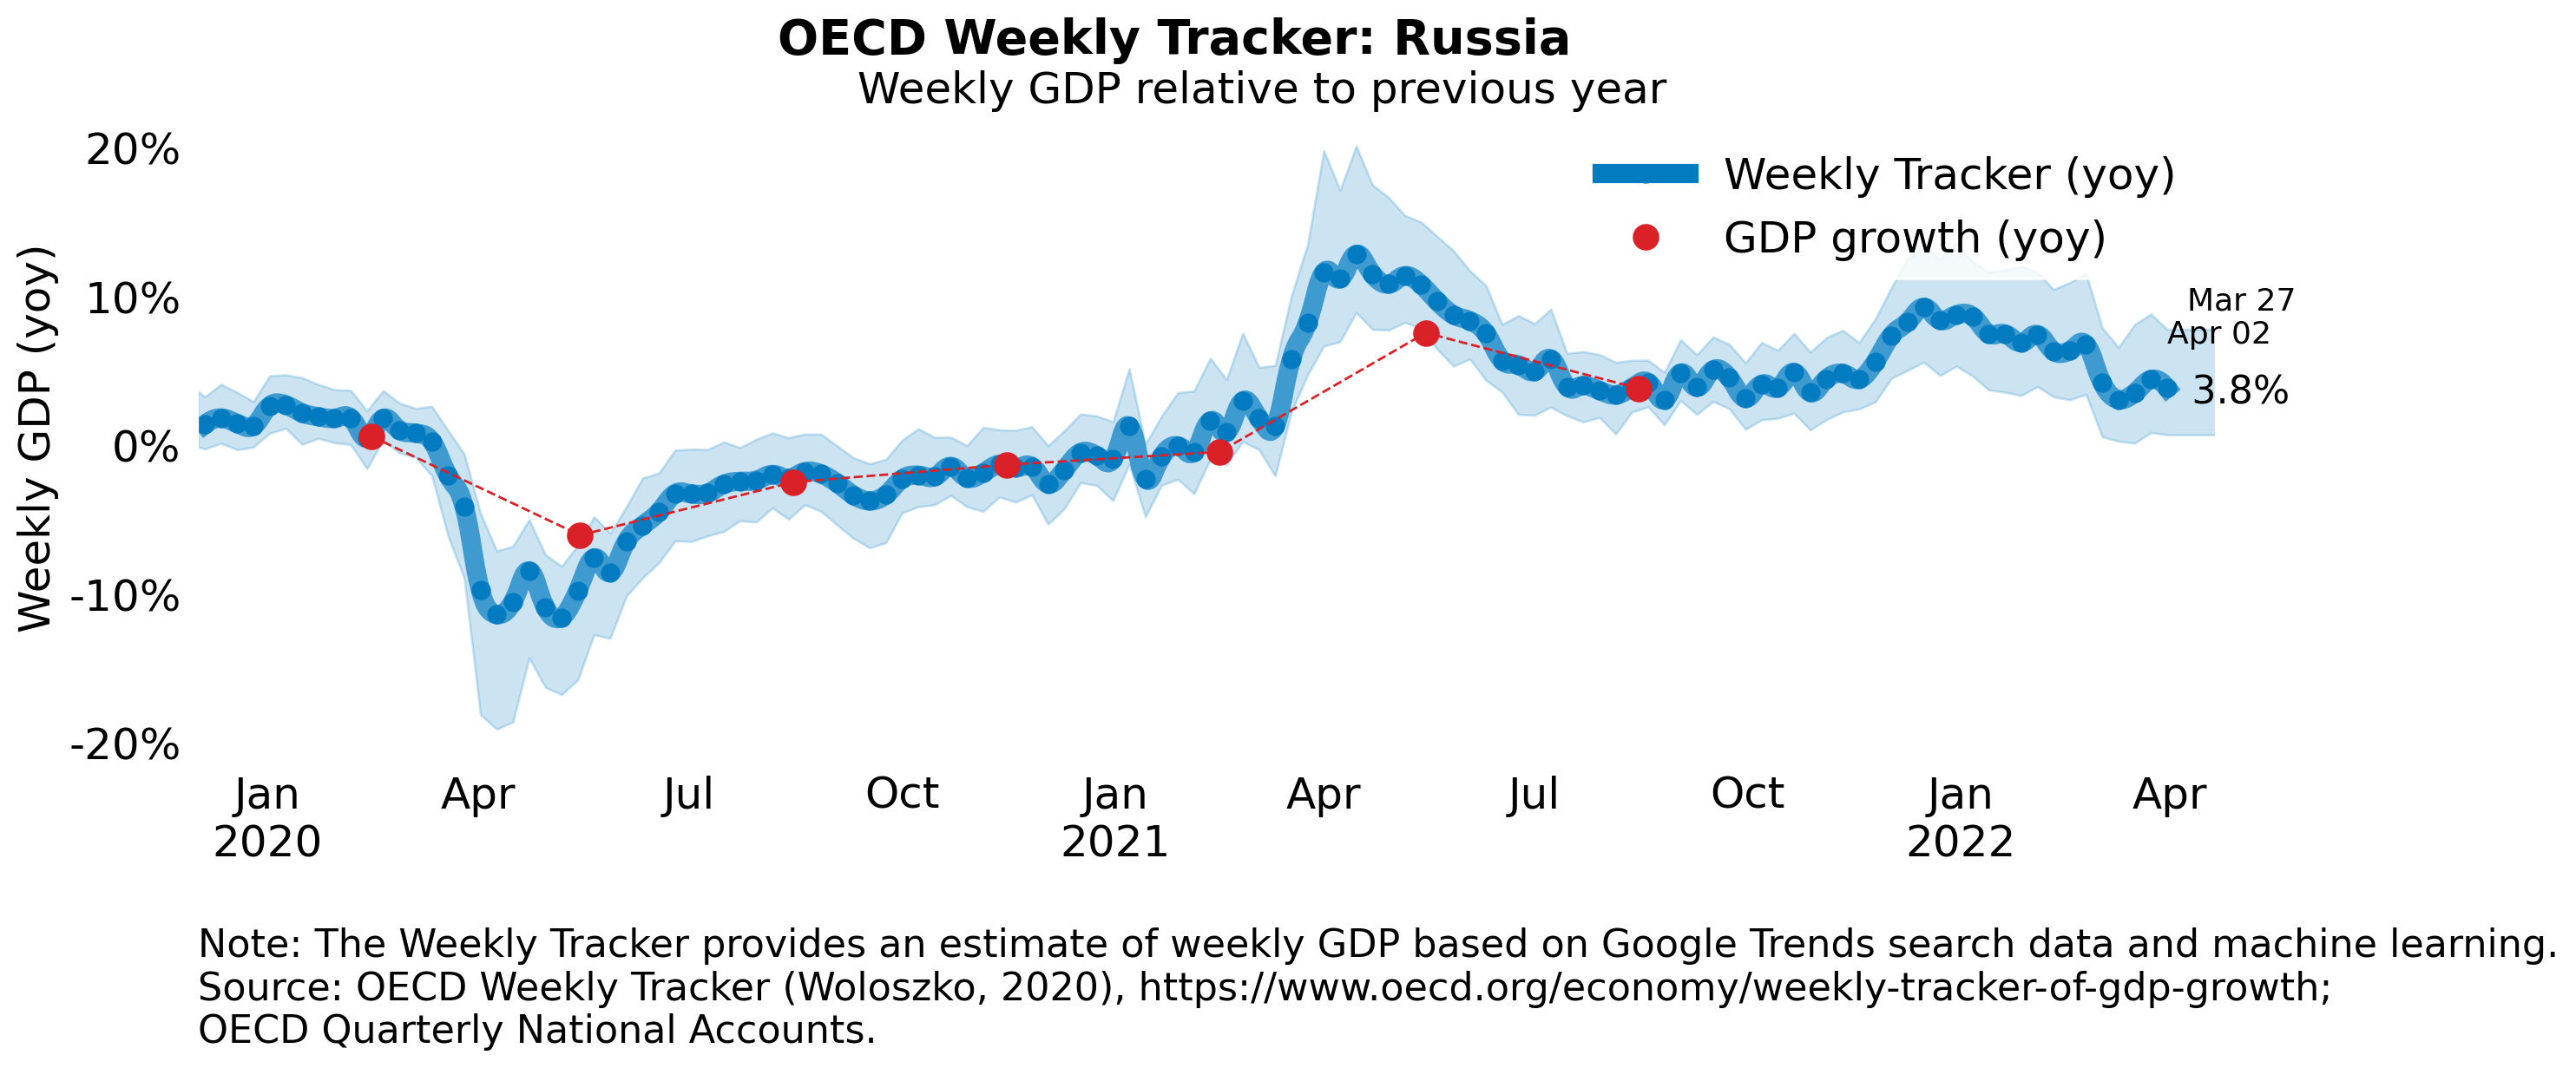 OECD Weekly Tracker: Russia
Weekly GDP relative to previous year
Weekly GDP (yoy)
20%
10%
0%
-10%
-20%
Weekly Tracker (yoy)
GDP growth (yoy)
Mar 27
Apr 02
3.8%
Jan Apr Jul Oct Jan Apr Jul Oct Jan Apr
2020 2021 2022
Note: The Weekly Tracker provides an estimate of weekly GDP based on Google Trends search data and machine learning.
Source: OECD Weekly Tracker (Woloszko, 2020), https://www.oecd.org/economy/weekly-tracker-of-gdp-growth;
OECD Quarterly National Accounts.